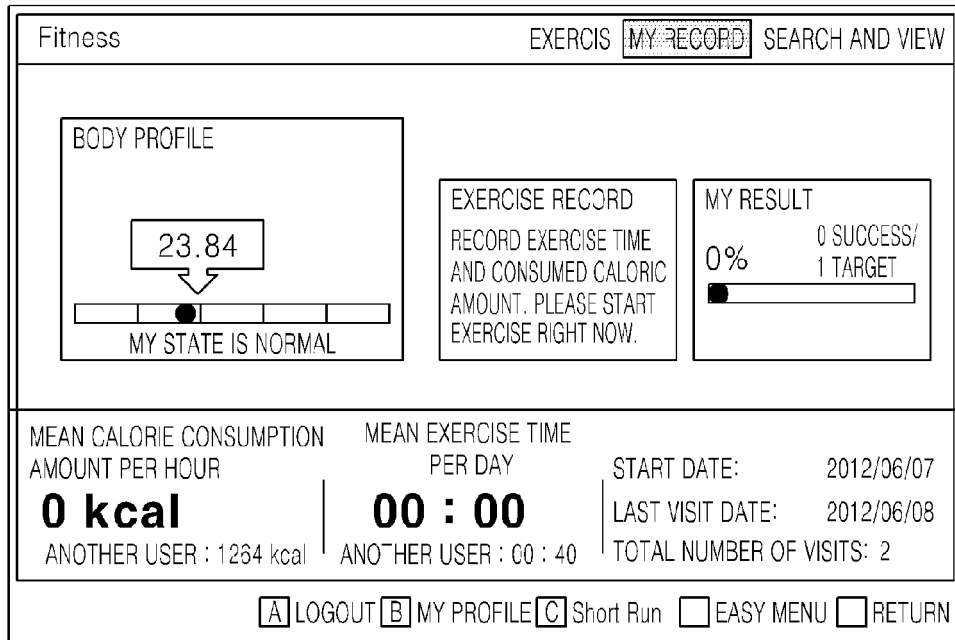 Fitness EXERCIS MY RECORD SEARCH AND VIEW
BODY PROFILE
23.84
MY STATE IS NORMAL
EXERCISE RECORD
RECORD EXERCISE TIME
AND CONSUMED CALORIC
AMOUNT. PLEASE START
EXERCISE RIGHT NOW.
MY RESULT
0% 0 SUCCESS/
1 TARGET
MEAN CALORIE CONSUMPTION
AMOUNT PER HOUR
0 kcal
ANOTHER USER : 1264 kcal
MEAN EXERCISE TIME
PER DAY
00 : 00
ANOTHER USER : 00 : 40
START DATE: 2012/06/07
LAST VISIT DATE: 2012/06/08
TOTAL NUMBER OF VISITS: 2
A LOGOUT B MY PROFILE C Short Run EASY MENU RETURN